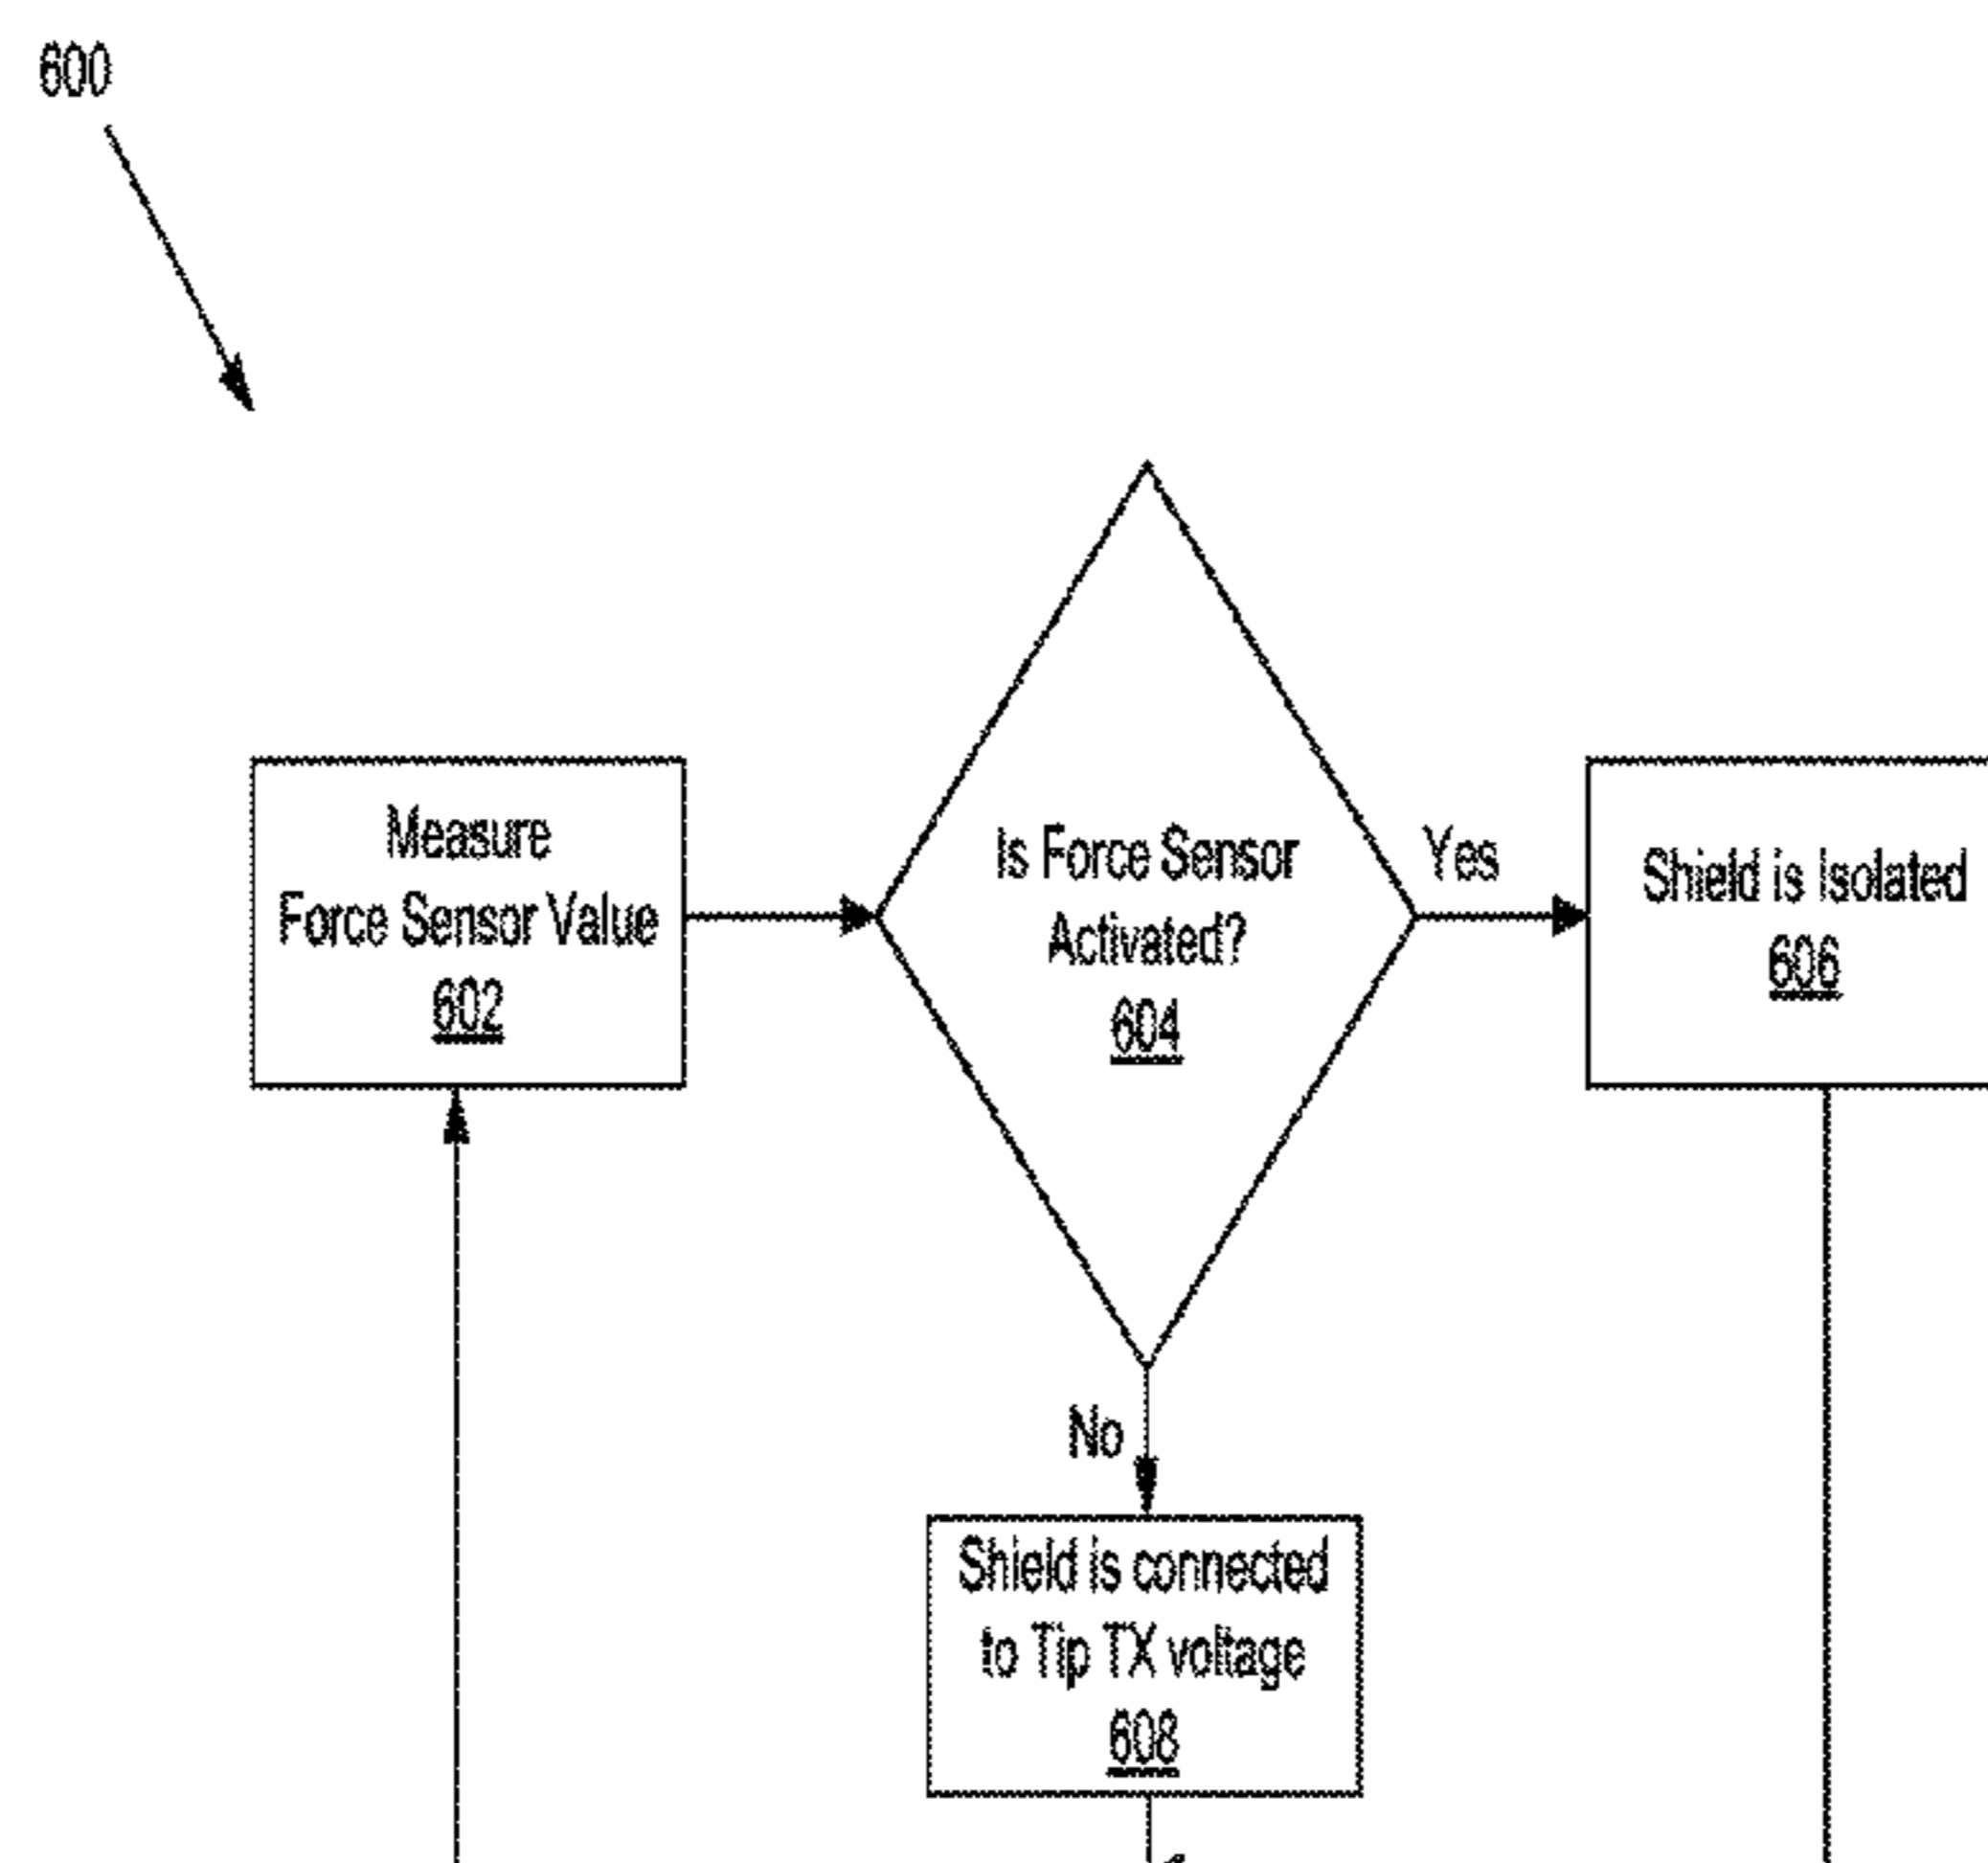 600
Measure
Force Sensor Value
602
Is Force Sensor
Activated?
604
Yes
Shield is Isolated
606
No
Shield is connected
to Tip TX voltage
608